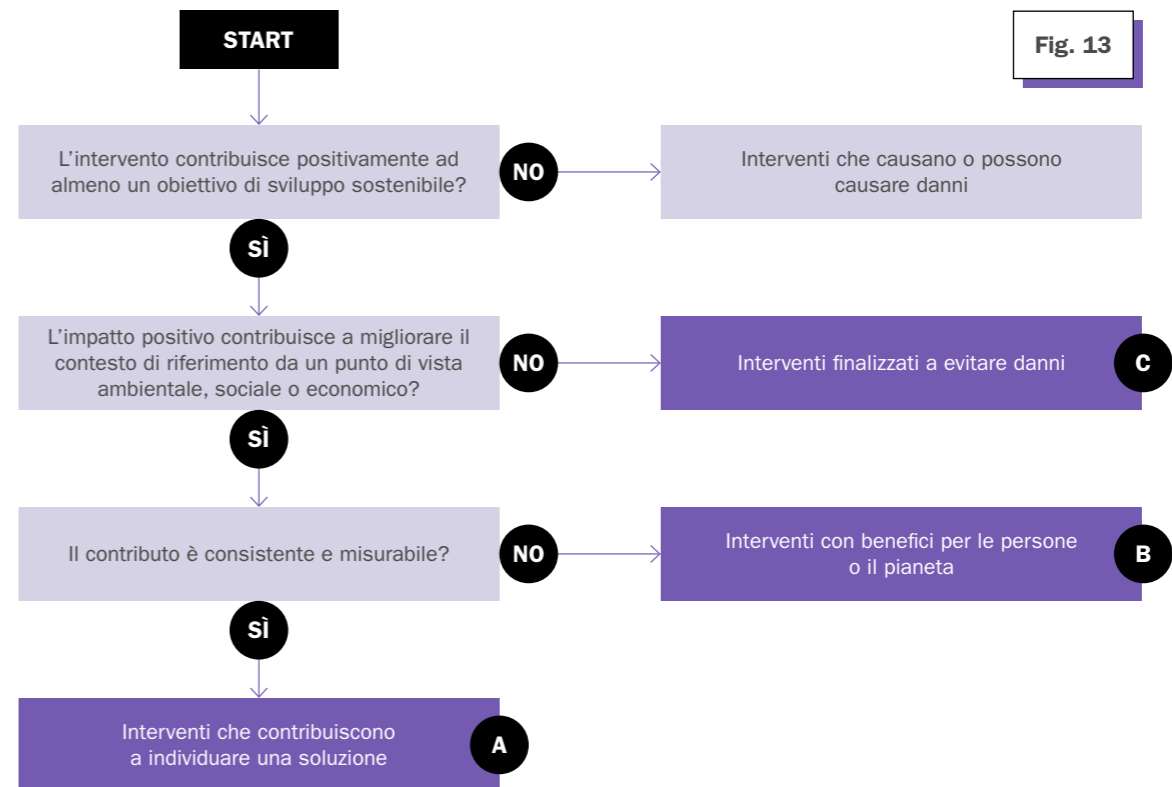 START
Fig. 13
L’intervento contribuisce positivamente ad
almeno un obiettivo di sviluppo sostenibile?
NO
Interventi che causano o possono
causare danni
SÌ
L’impatto positivo contribuisce a migliorare il
contesto di riferimento da un punto di vista
ambientale, sociale o economico?
NO
Interventi finalizzati a evitare danni
C
SÌ
Il contributo è consistente e misurabile?
NO
Interventi con benefici per le persone
o il pianeta
B
SÌ
Interventi che contribuiscono
a individuare una soluzione
A